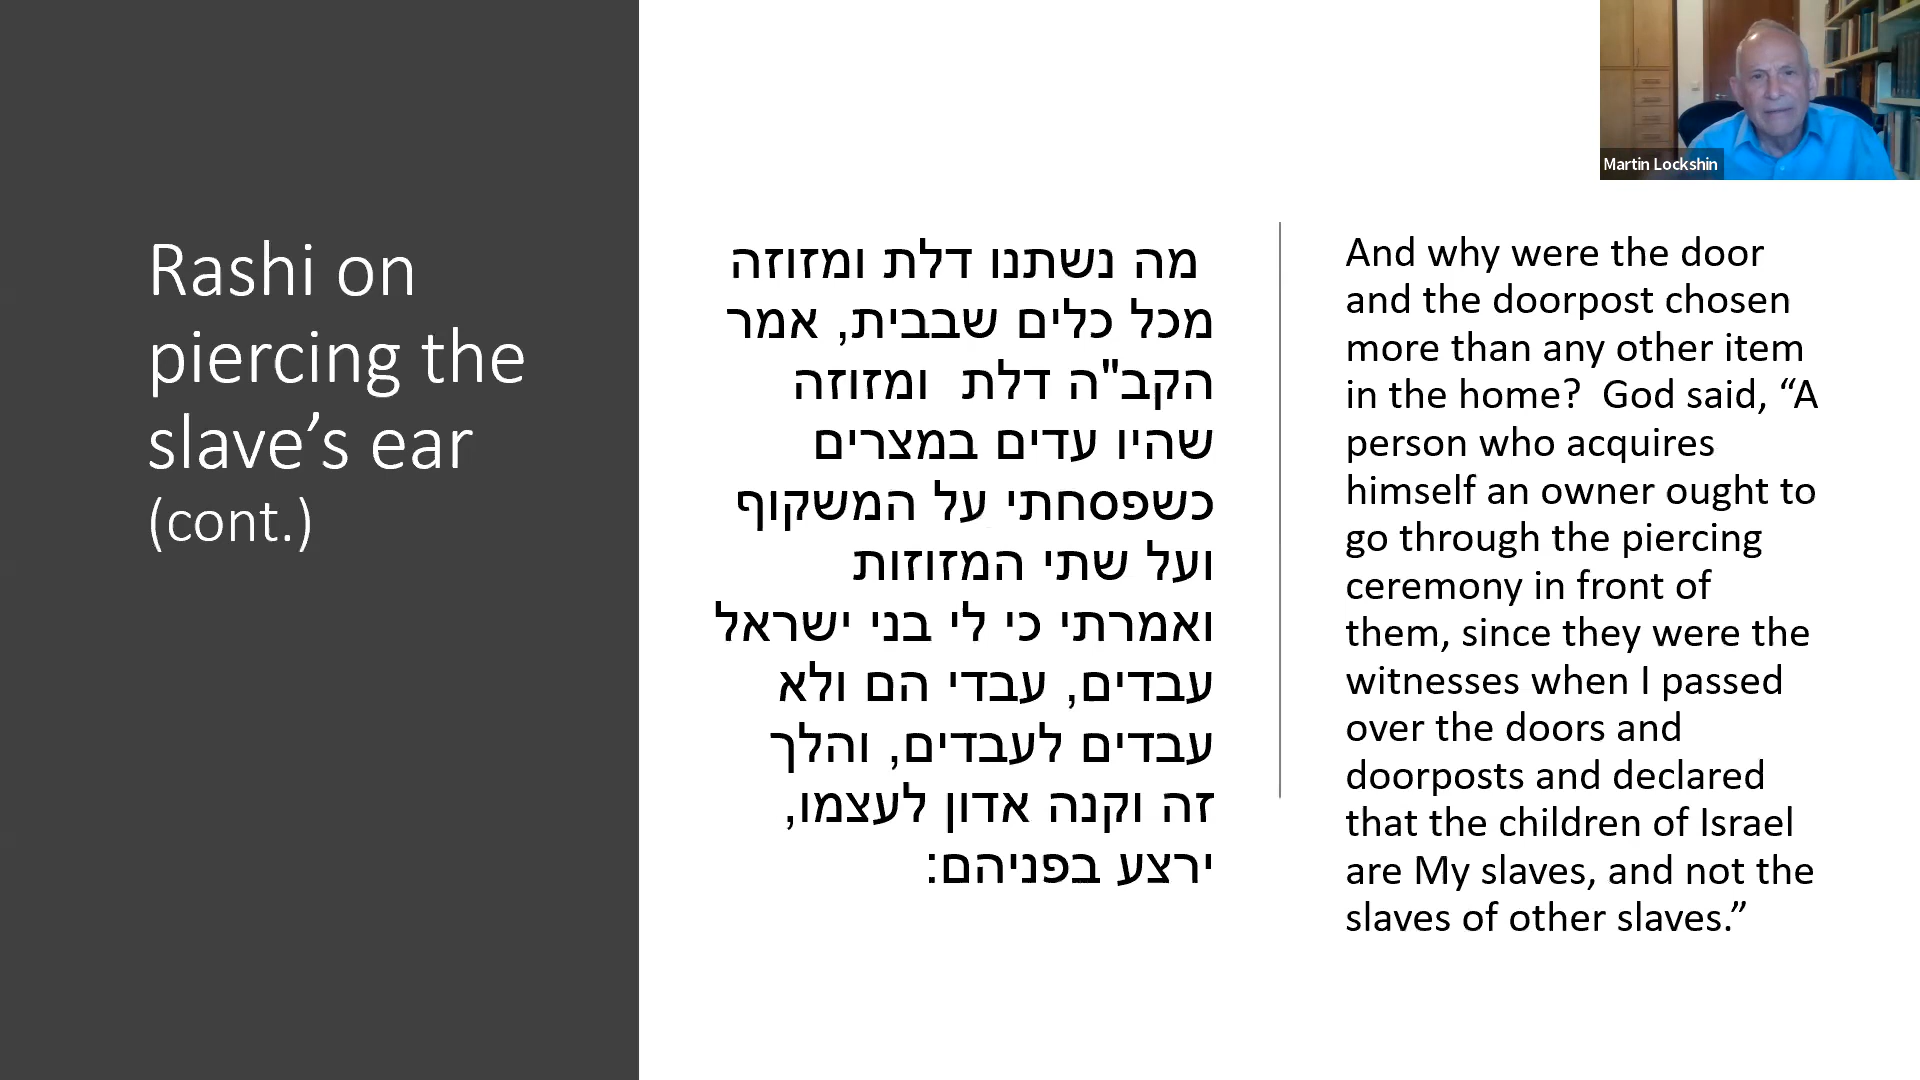 Rashi on
piercing the
slave’s ear
(cont.)
מה נשתנו דלת ומזוזה
מכל כלים שבבית, אמר
הקב"ה דלת  ומזוזה
שהיו עדים במצרים
כשפסחתי על המשקוף
ועל שתי המזוזות
ואמרתי כי לי בני ישראל
עבדים, עבדי הם ולא
עבדים לעבדים, והלך
זה וקנה אדון לעצמו,
ירצע בפניהם:
And why were the door
and the doorpost chosen
more than any other item
in the home?  God said, “A
person who acquires
himself an owner ought to
go through the piercing
ceremony in front of
them, since they were the
witnesses when I passed
over the doors and
doorposts and declared
that the children of Israel
are My slaves, and not the
slaves of other slaves.”
Martin Lockshin